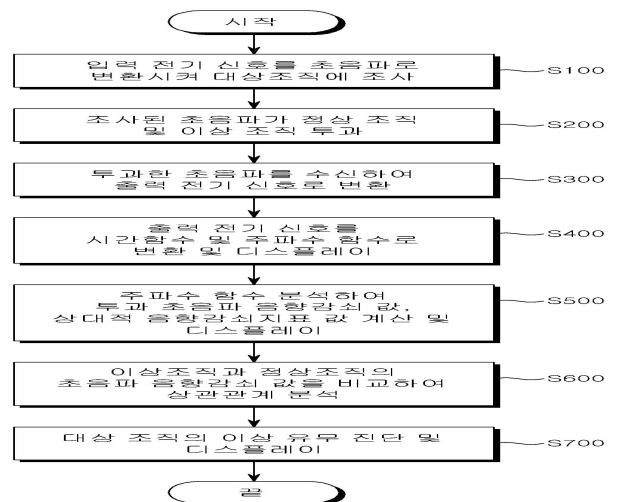 시작
입력 전기 신호를 초음파로
변환시켜 대상조직에 조사
S100
조사된 초음파가 정상 조직
및 이상 조직 투과
S200
투과한 초음파를 수신하여
출력 전기 신호로 변환
S300
출력 전기 신호를
시간함수 및 주파수 함수로
변환 및 디스플레이
S400
주파수 함수 분석하여
투과 초음파 음향감쇠 값,
상대적 음향감쇠지표 값 계산 및
디스플레이
S500
이상조직과 정상조직의
초음파 음향감쇠 값을 비교하여
상관관계 분석
S600
대상 조직의 이상 유무 진단 및
디스플레이
S700
끝